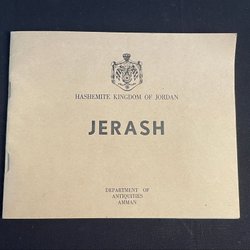 HASHEMITE KINGDOM OF JORDAN
JERASH
DEPARTMENT OF
ANTIQUITIES
AMMAN